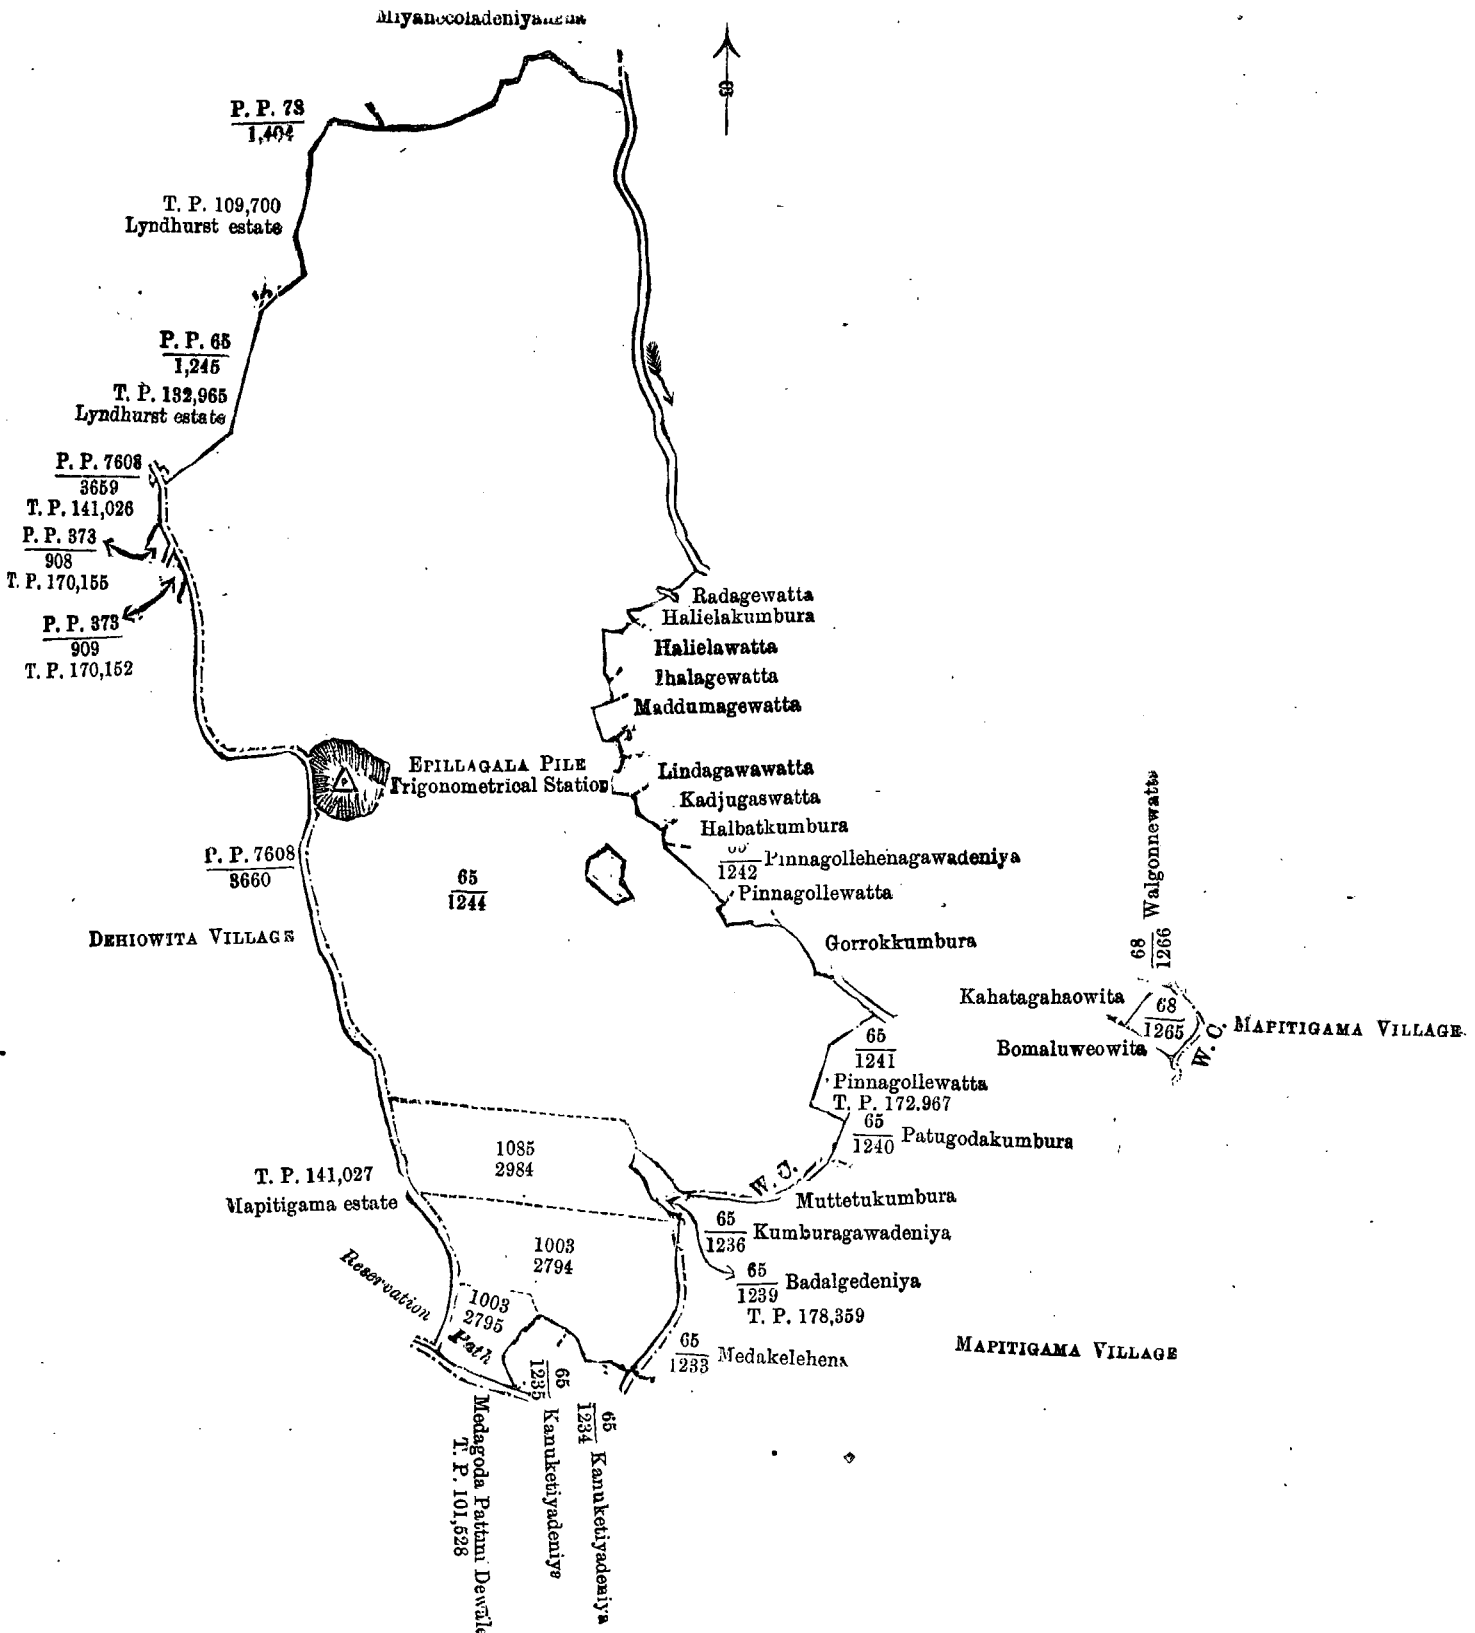 P. P. 78
1,404
T. P. 109,700
Lyndhurst estate
P. P. 65
1,245
T. P. 132,965
Lyndhurst estate
P. P. 7608
3659
T. P. 141,026
P. P. 373
908
T. P. 170,155
P. P. 373
909
T. P. 170,152
Radagewatta
Halielakumbura
Halielawatta
Ihalagewatta
Maddumagewatta
EPILLAGALA PILE
Trigonometrical Station
Lindagawawatta
Kadjugaswatta
Halbatkumbura
1242 Pinnagollehenagawadeniya
Pinnagollewatta
P. P. 7608
3660
65
1244
DEHIOWITA VILLAGE
Gorrokkumbura
68
1266 Walgonnewatta
Kahatagahaowita
68
1265
Bomaluweowita
W. C.
MAPITIGAMA VILLAGE
65
1241
Pinnagollewatta
T. P. 172.967
65
1240 Patugodakumbura
1085
2984
W. C.
Muttetukumbura
T. P. 141,027
Mapitigama estate
65
1236 Kumburagawadeniya
1003
2794
65
1239 Badalgedeniya
T. P. 178,359
Reservation
Path
1003
2795
65
1233 Medakelehena
MAPITIGAMA VILLAGE
65
1235 Kanuketiyadeniya
65
1234 Kanuketiyadeniya
Medagoda Pattini Dewale
T. P. 101,528